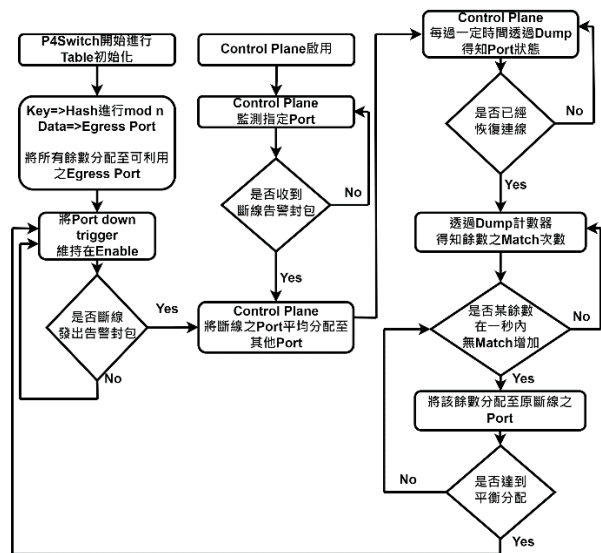 P4Switch開始進行
Table初始化
Key=>Hash進行mod n
Data=>Egress Port
將所有餘數分配至可利用
之Egress Port
將Port down
trigger
維持在Enable
是否斷線
發出告警封包
Yes
No
Control Plane啟用
Control Plane
監測指定Port
是否收到
斷線告警封包
No
Yes
Control Plane
將斷線之Port平均分配至
其他Port
Control Plane
每過一定時間透過Dump
得知Port狀態
是否已經
恢復連線
No
Yes
透過Dump計數器
得知餘數之Match次數
是否某餘數
在一秒內
無Match增加
No
Yes
將該餘數分配至原斷線之
Port
是否達到
平衡分配
No
Yes